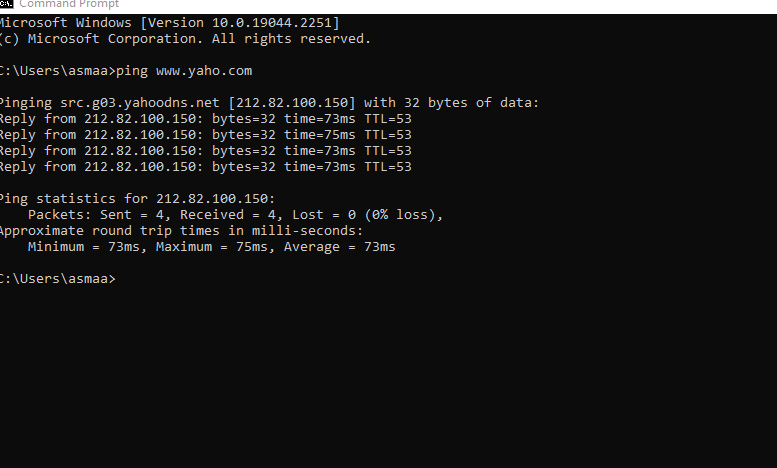 Command Prompt
Microsoft Windows [Version 10.0.19044.2251]
(c) Microsoft Corporation. All rights reserved.
C:\Users\asmaa>ping www.yaho.com
Pinging src.g03.yahoodns.net [212.82.100.150] with 32 bytes of data:
Reply from 212.82.100.150: bytes=32 time=73ms TTL=53
Reply from 212.82.100.150: bytes=32 time=75ms TTL=53
Reply from 212.82.100.150: bytes=32 time=73ms TTL=53
Reply from 212.82.100.150: bytes=32 time=73ms TTL=53
Ping statistics for 212.82.100.150:
Packets: Sent = 4, Received = 4, Lost = 0 (0% loss),
Approximate round trip times in milli-seconds:
Minimum = 73ms, Maximum = 75ms, Average = 73ms
C:\Users\asmaa>